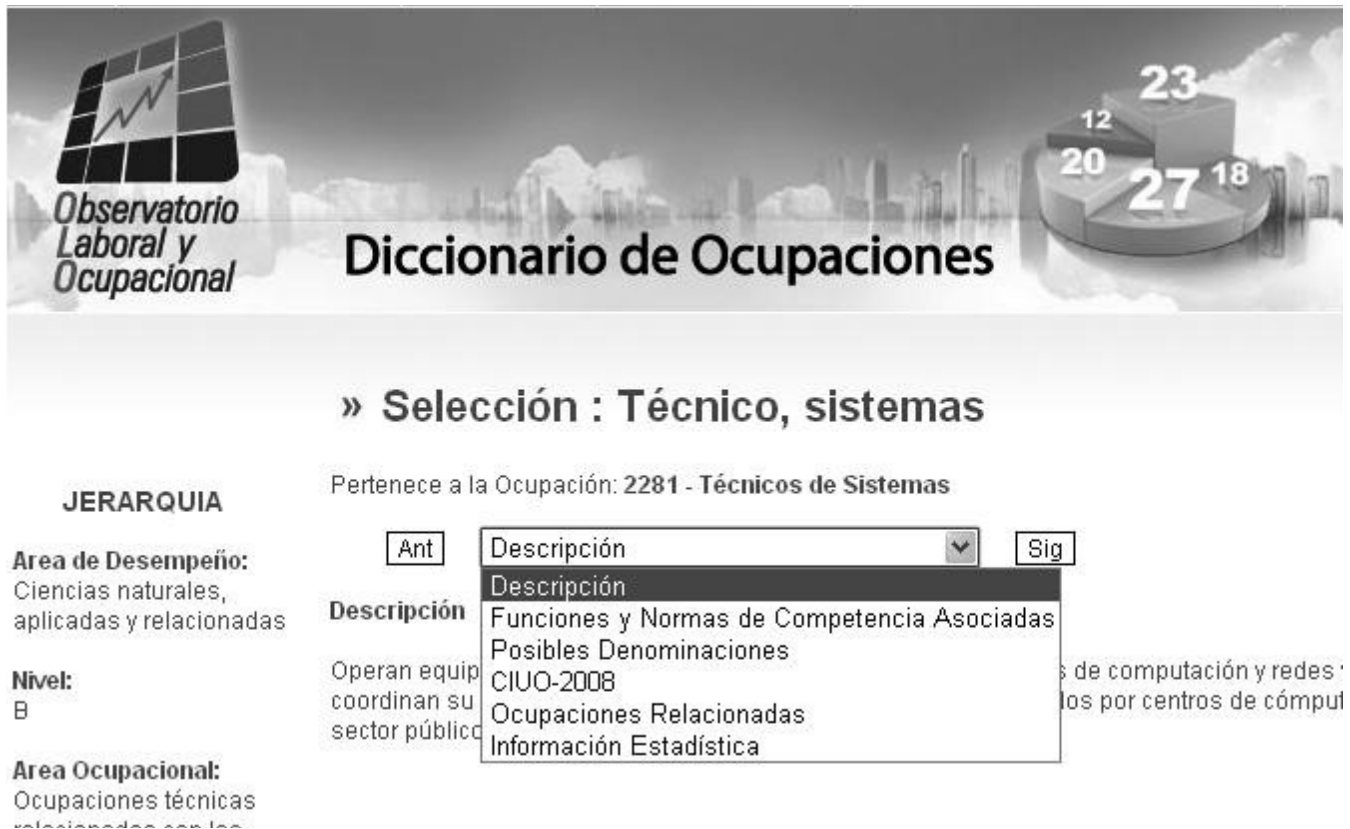 Observatorio
Laboral y
Ocupacional
Diccionario de Ocupaciones
23
12
20
27
18
» Selección : Técnico, sistemas
JERARQUIA
Area de Desempeño:
Ciencias naturales,
aplicadas y relacionadas
Nivel:
B
Area Ocupacional:
Ocupaciones técnicas
relacionadas con las
Pertenece a la Ocupación: 2281 - Técnicos de Sistemas
Ant
Descripción
Sig
Descripción
Funciones y Normas de Competencia Asociadas
Posibles Denominaciones
CIUO-2008
Ocupaciones Relacionadas
Información Estadística
Descripción
Operan equip s de computación y redes
coordinan su los por centros de cómput
sector público